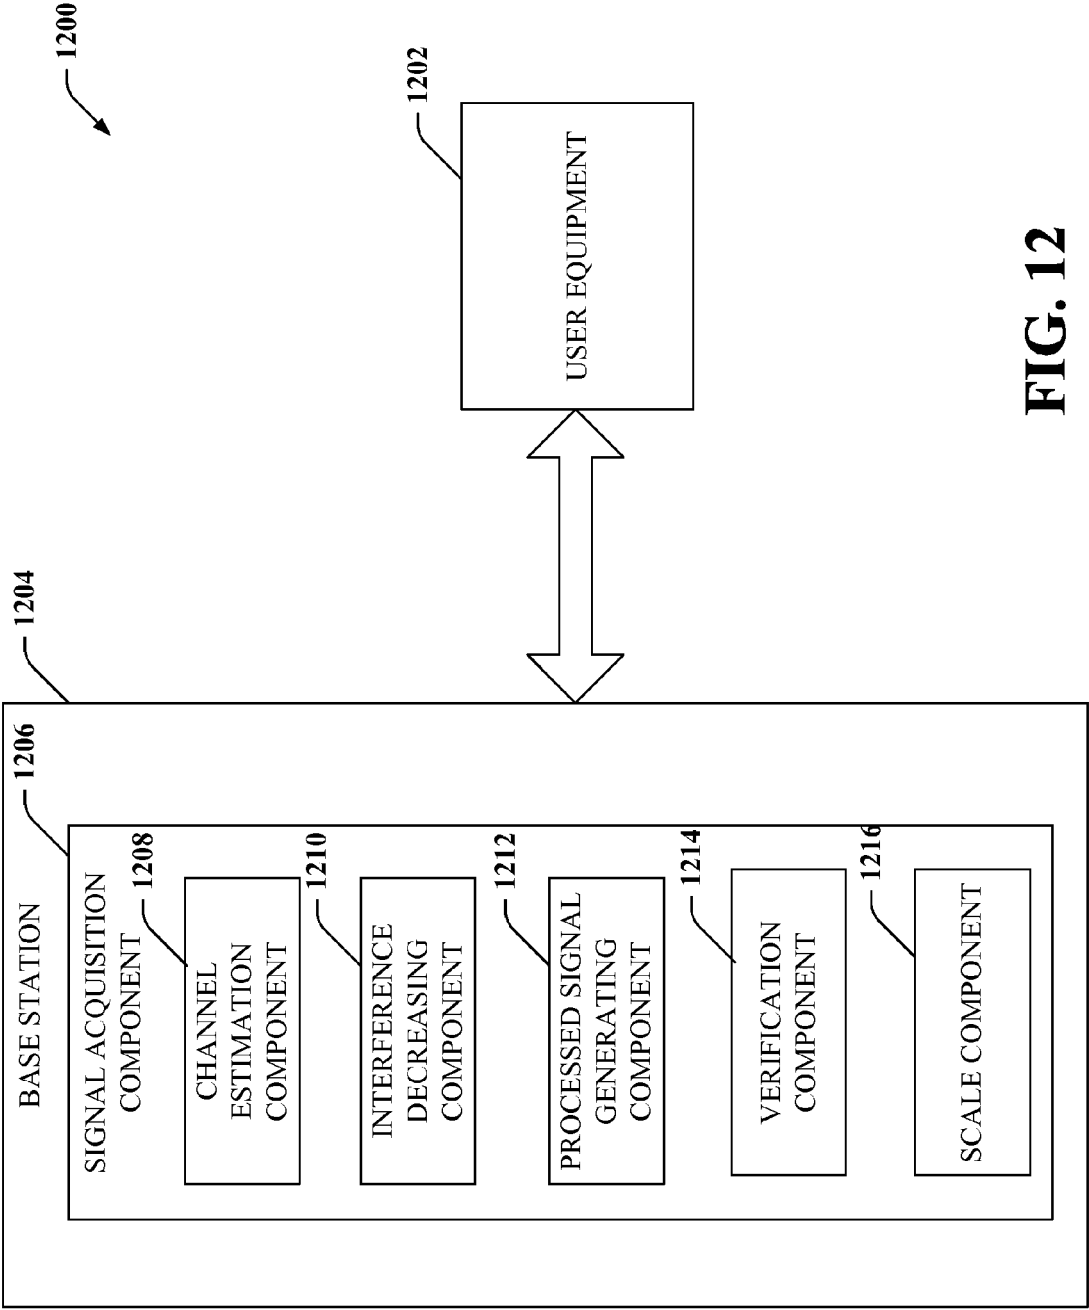 1200
BASE STATION
1204
SIGNAL ACQUISITION
COMPONENT
1206
CHANNEL
ESTIMATION
COMPONENT
1208
INTERFERENCE
DECREASING
COMPONENT
1210
PROCESSED SIGNAL
GENERATING
COMPONENT
1212
VERIFICATION
COMPONENT
1214
SCALE COMPONENT
1216
USER EQUIPMENT
1202
FIG. 12